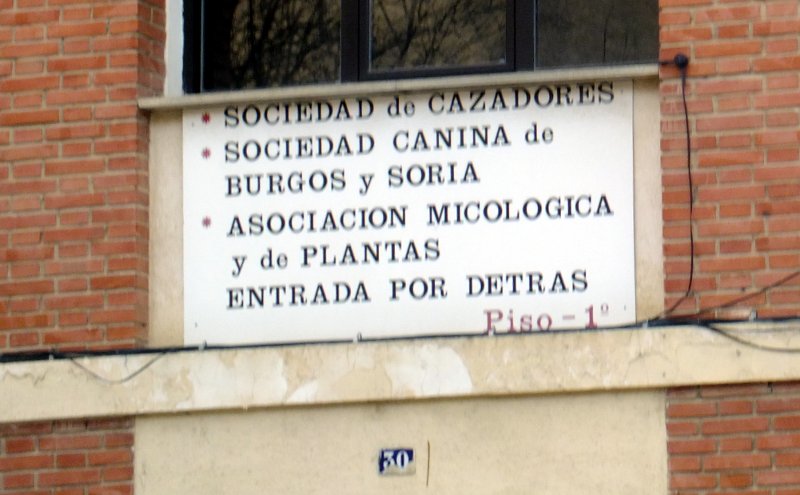 * SOCIEDAD de CAZADORES
* SOCIEDAD CANINA de
BURGOS y SORIA
* ASOCIACION MICOLOGICA
y de PLANTAS
ENTRADA POR DETRAS
Piso - 1º
30